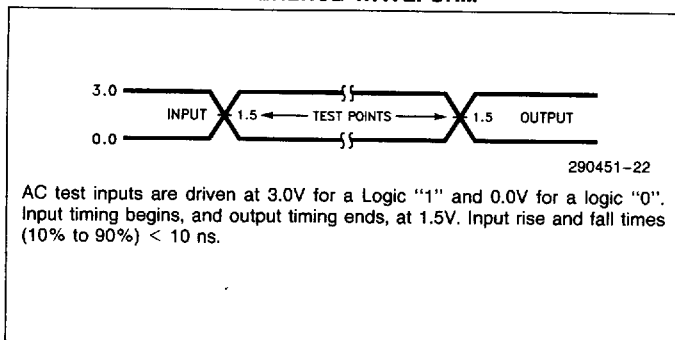 3.0
INPUT 1.5 TEST POINTS 1.5 OUTPUT
0.0
290451-22
AC test inputs are driven at 3.0V for a Logic "1" and 0.0V for a logic "0".
Input timing begins, and output timing ends, at 1.5V. Input rise and fall times
(10% to 90%) < 10 ns.